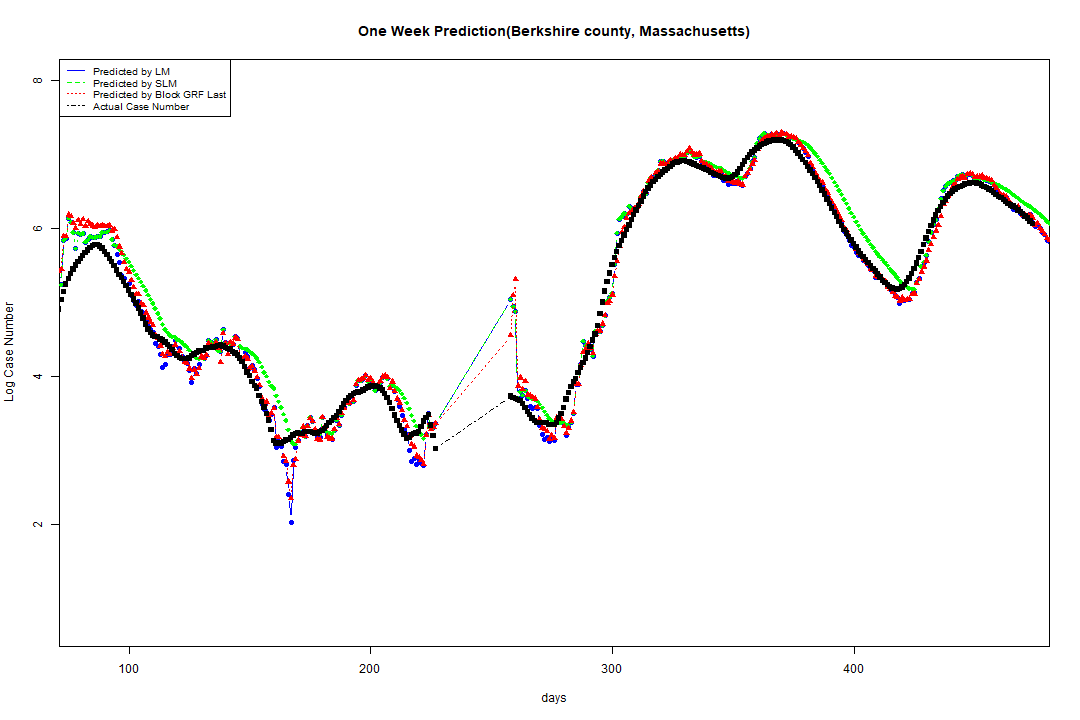 One Week Prediction(Berkshire county, Massachusetts)
Predicted by LM
Predicted by SLM
Predicted by Block GRF Last
Actual Case Number
8
6
4
2
Log Case Number
100 200 300 400
days